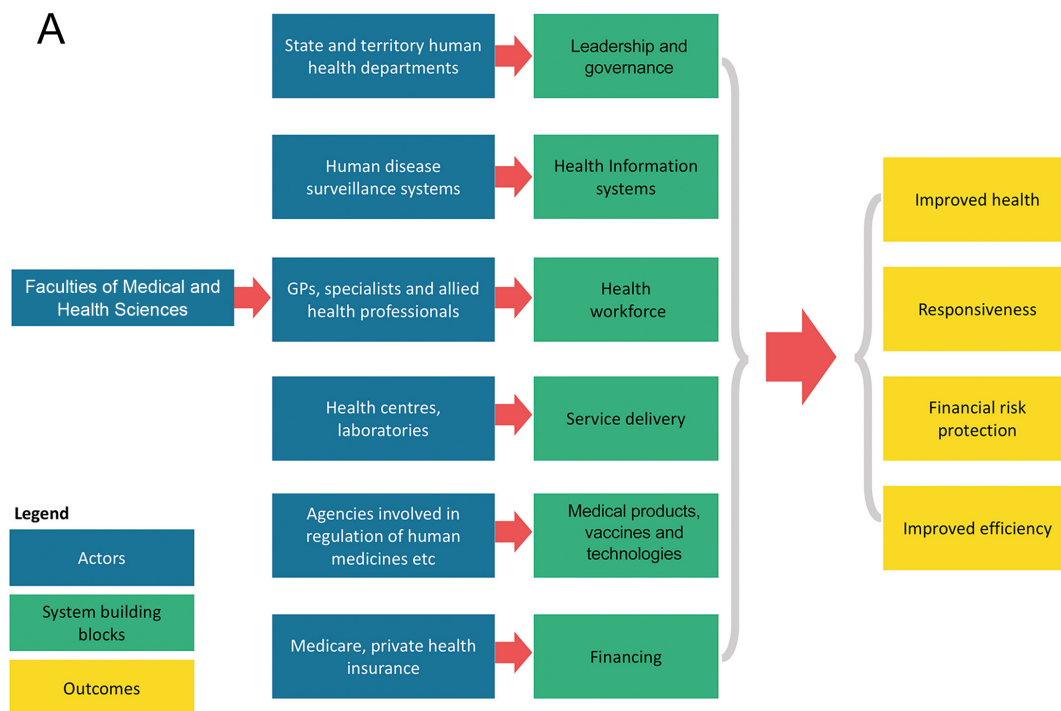 A
State and territory human
health departments
Leadership and
governance
Human disease
surveillance systems
Health Information
systems
Improved health
Faculties of Medical and
Health Sciences
GPs, specialists and allied
health professionals
Health
workforce
Responsiveness
Health centres,
laboratories
Service delivery
Financial risk
protection
Legend
Actors
System building
blocks
Outcomes
Agencies involved in
regulation of human
medicines etc
Medical products,
vaccines and
technologies
Improved efficiency
Medicare, private health
insurance
Financing